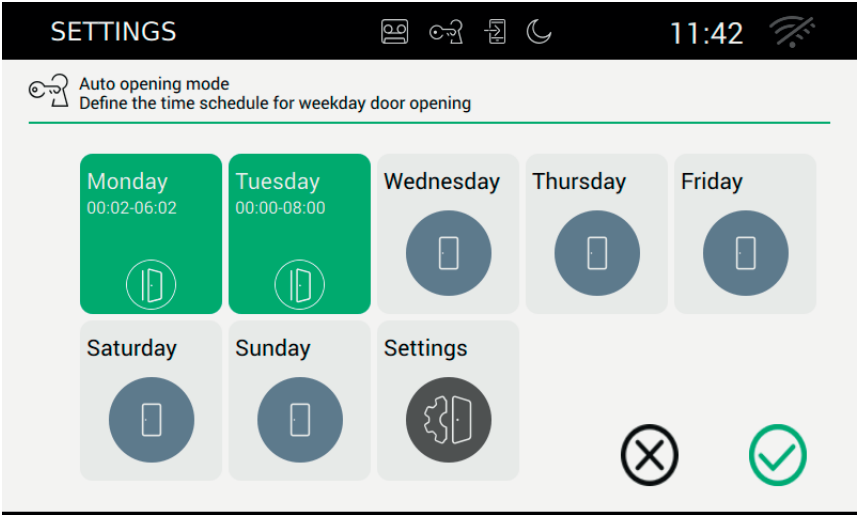 SETTINGS 11:42
Auto opening mode
Define the time schedule for weekday door opening
Monday Tuesday Wednesday Thursday Friday
00:02-06:02 00:00-08:00
Saturday Sunday Settings